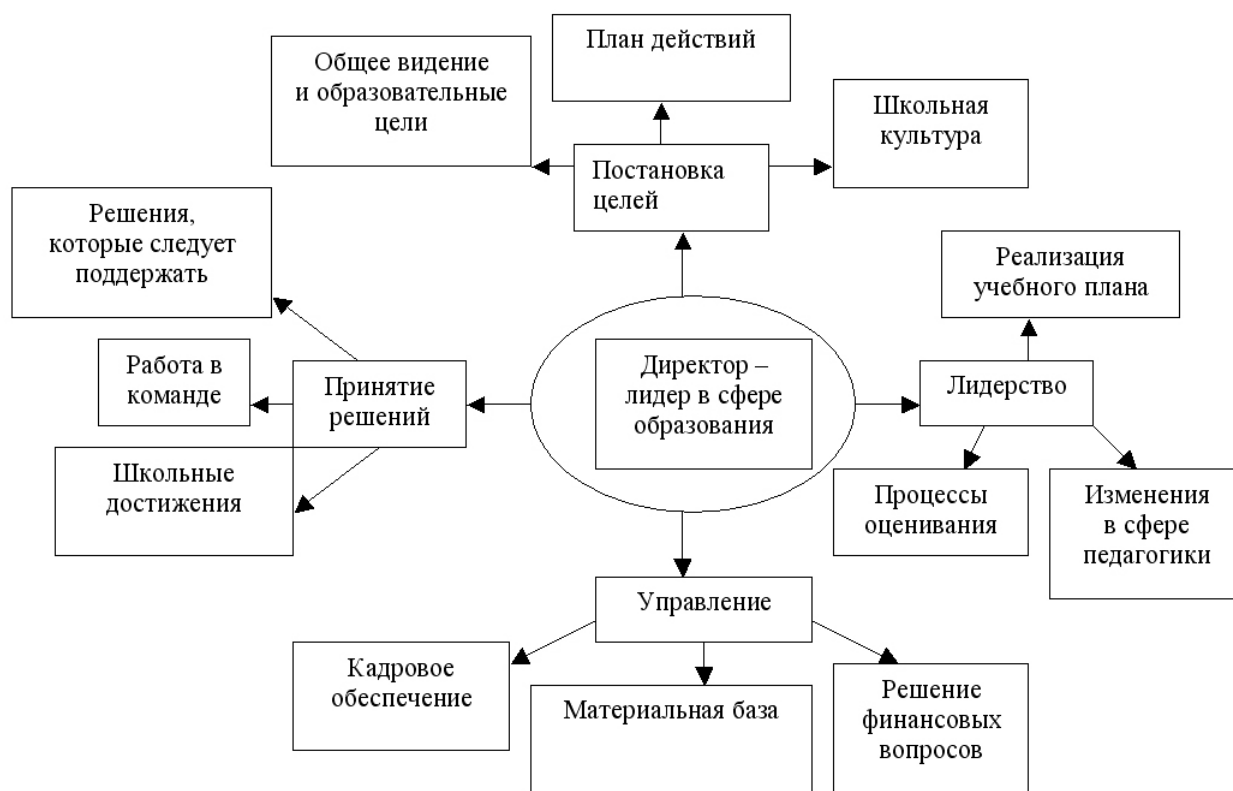 План действий
Общее видение
и образовательные
цели
Школьная
культура
Постановка
целей
Решения,
которые следует
поддержать
Реализация
учебного плана
Работа в
команде
Принятие
решений
Директор –
лидер в сфере
образования
Лидерство
Школьные
достижения
Процессы
оценивания
Изменения
в сфере
педагогики
Управление
Кадровое
обеспечение
Материальная база
Решение
финансовых
вопросов